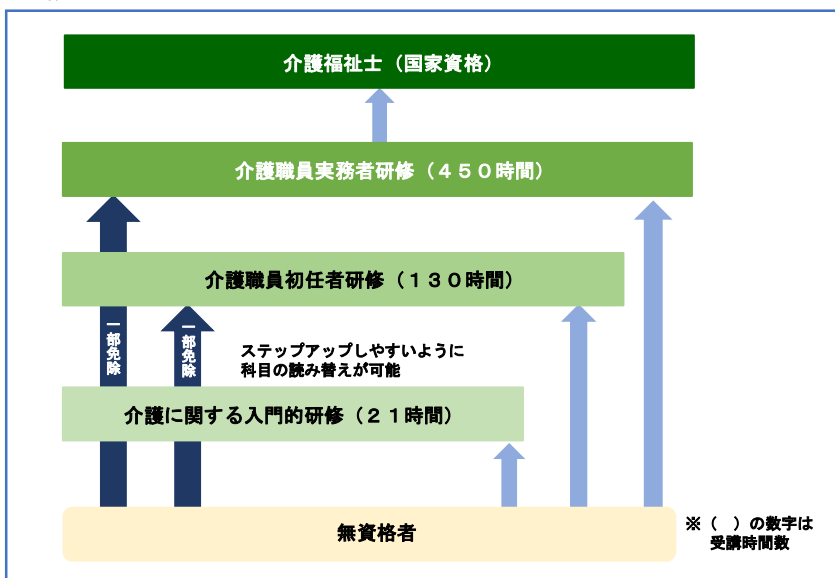 介護福祉士（国家資格）
介護職員実務者研修（４５０時間）
介護職員初任者研修（１３０時間）
一部免除
一部免除
ステップアップしやすいように
科目の読み替えが可能
介護に関する入門的研修（２１時間）
無資格者
※（　）の数字は
受講時間数